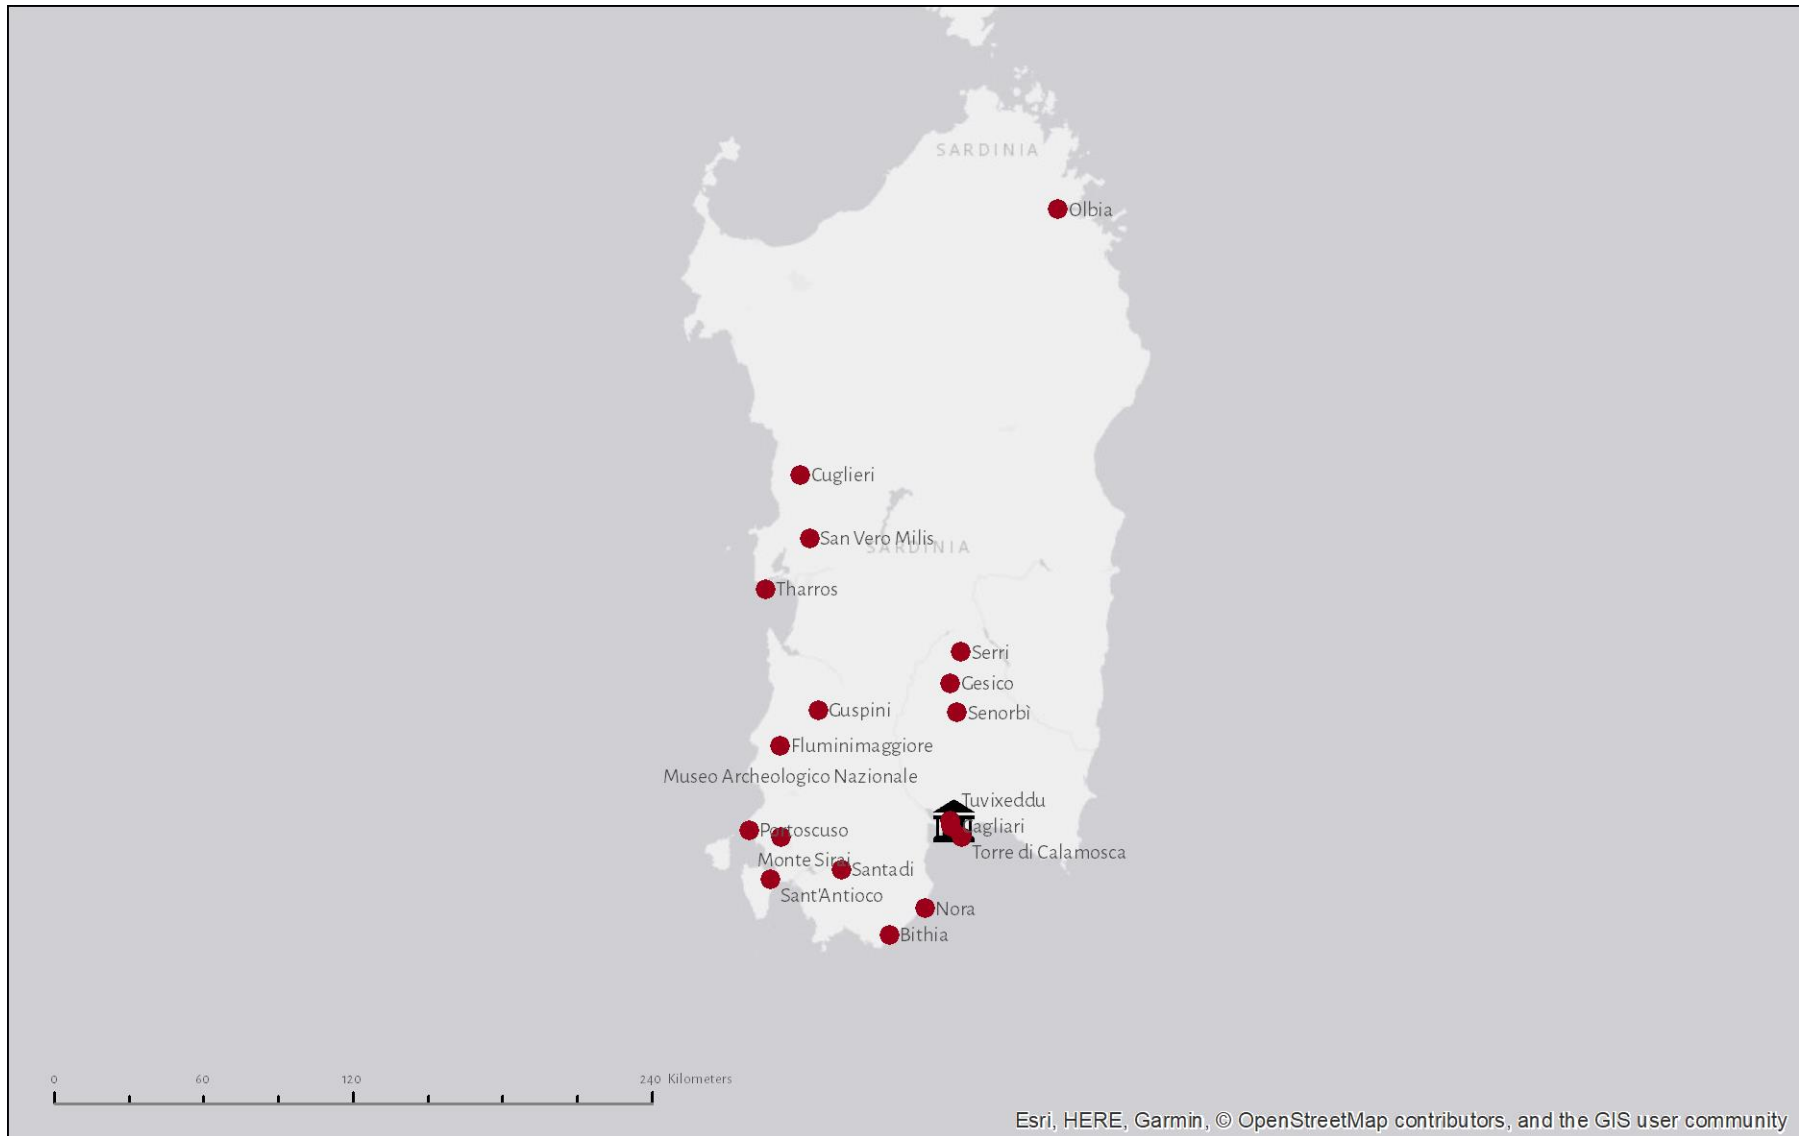 SARDINIA
Olbia
Cuglieri
San Vero Milis
SARDINIA
Tharros
Serri
Gesico
Guspini
Senorbì
Fluminimaggiore
Museo Archeologico Nazionale
Tuvixeddu
Cagliari
Portoscuso
Torre di Calamosca
Monte Sirai
Santadi
Sant'Antioco
Nora
Bithia
0 60 120 240 Kilometers
Esri, HERE, Garmin, © OpenStreetMap contributors, and the GIS user community